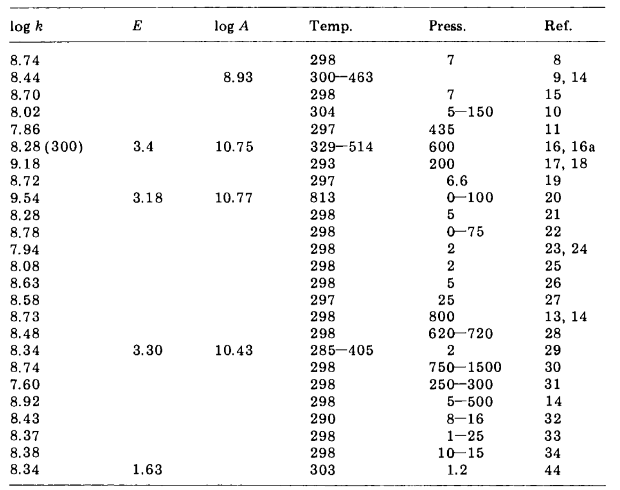 log k E log A Temp. Press. Ref.
8.74 298 7 8
8.44 8.93 300—463 9, 14
8.70 298 7 15
8.02 304 5—150 10
7.86 297 435 11
8.28 (300) 3.4 10.75 329—514 600 16, 16a
9.18 293 200 17, 18
8.72 297 6.6 19
9.54 3.18 10.77 813 0—100 20
8.28 298 5 21
8.78 298 0—75 22
7.94 298 2 23, 24
8.08 298 2 25
8.63 298 5 26
8.58 297 25 27
8.73 298 800 13, 14
8.48 298 620—720 28
8.34 3.30 10.43 285—405 2 29
8.74 298 750—1500 30
7.60 298 250—300 31
8.92 298 5—500 14
8.43 290 8—16 32
8.37 298 1—25 33
8.38 298 10—15 34
8.34 1.63 303 1.2 44